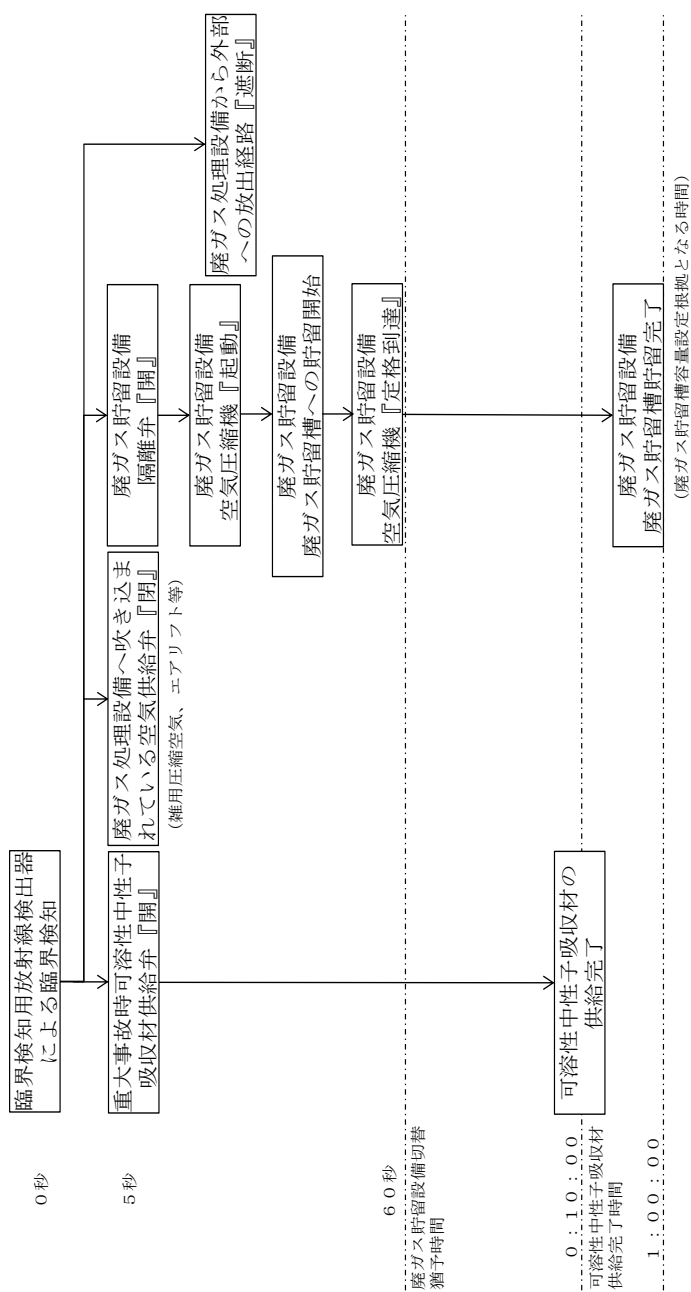 0秒
臨界検知用放射線検出器
による臨界検知
5秒
重大事故時可溶性中性子
吸収材供給弁『開』
廃ガス処理設備へ吹き込ま
れている空気供給弁『閉』
(雑用圧縮空気、エアリフト等)
廃ガス貯留設備
隔離弁『開』
廃ガス貯留設備
空気圧縮機『起動』
廃ガス処理設備から外部
への放出経路『遮断』
廃ガス貯留設備
廃ガス貯留槽への貯留開始
60秒
廃ガス貯留設備
空気圧縮機『定格到達』
廃ガス貯留設備切替
猶予時間
0:10:00
可溶性中性子吸収材の
供給完了
可溶性中性子吸収材
供給完了時間
1:00:00
廃ガス貯留設備
廃ガス貯留槽貯留完了
(廃ガス貯留槽容量設定根拠となる時間)